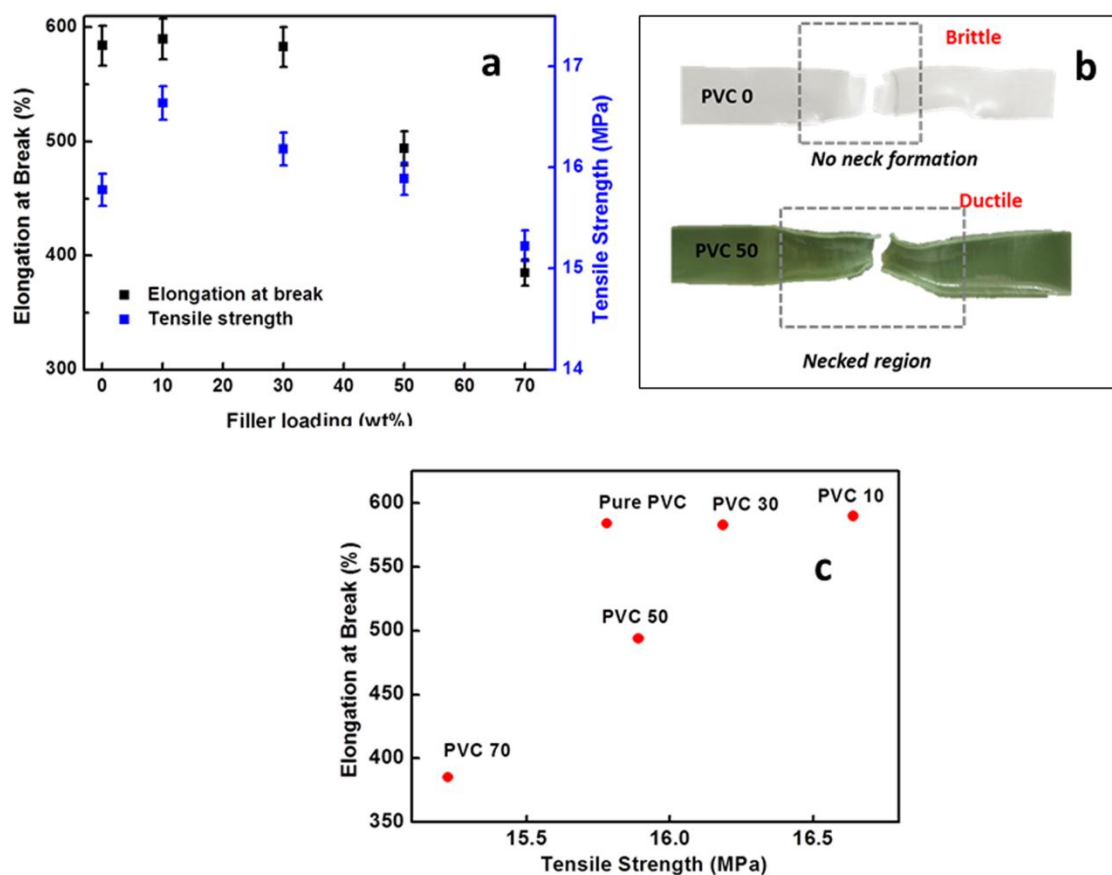 a
600
500
400
300
Elongation at Break (%)
17
16
15
14
Tensile Strength (MPa)
Elongation at break
Tensile strength
0 10 20 30 40 50 60 70
Filler loading (wt%)
b
Brittle
PVC 0
No neck formation
Ductile
PVC 50
Necked region
c
600
550
500
450
400
350
Elongation at Break (%)
Pure PVC
PVC 30
PVC 10
PVC 50
PVC 70
15.5 16.0 16.5
Tensile Strength (MPa)